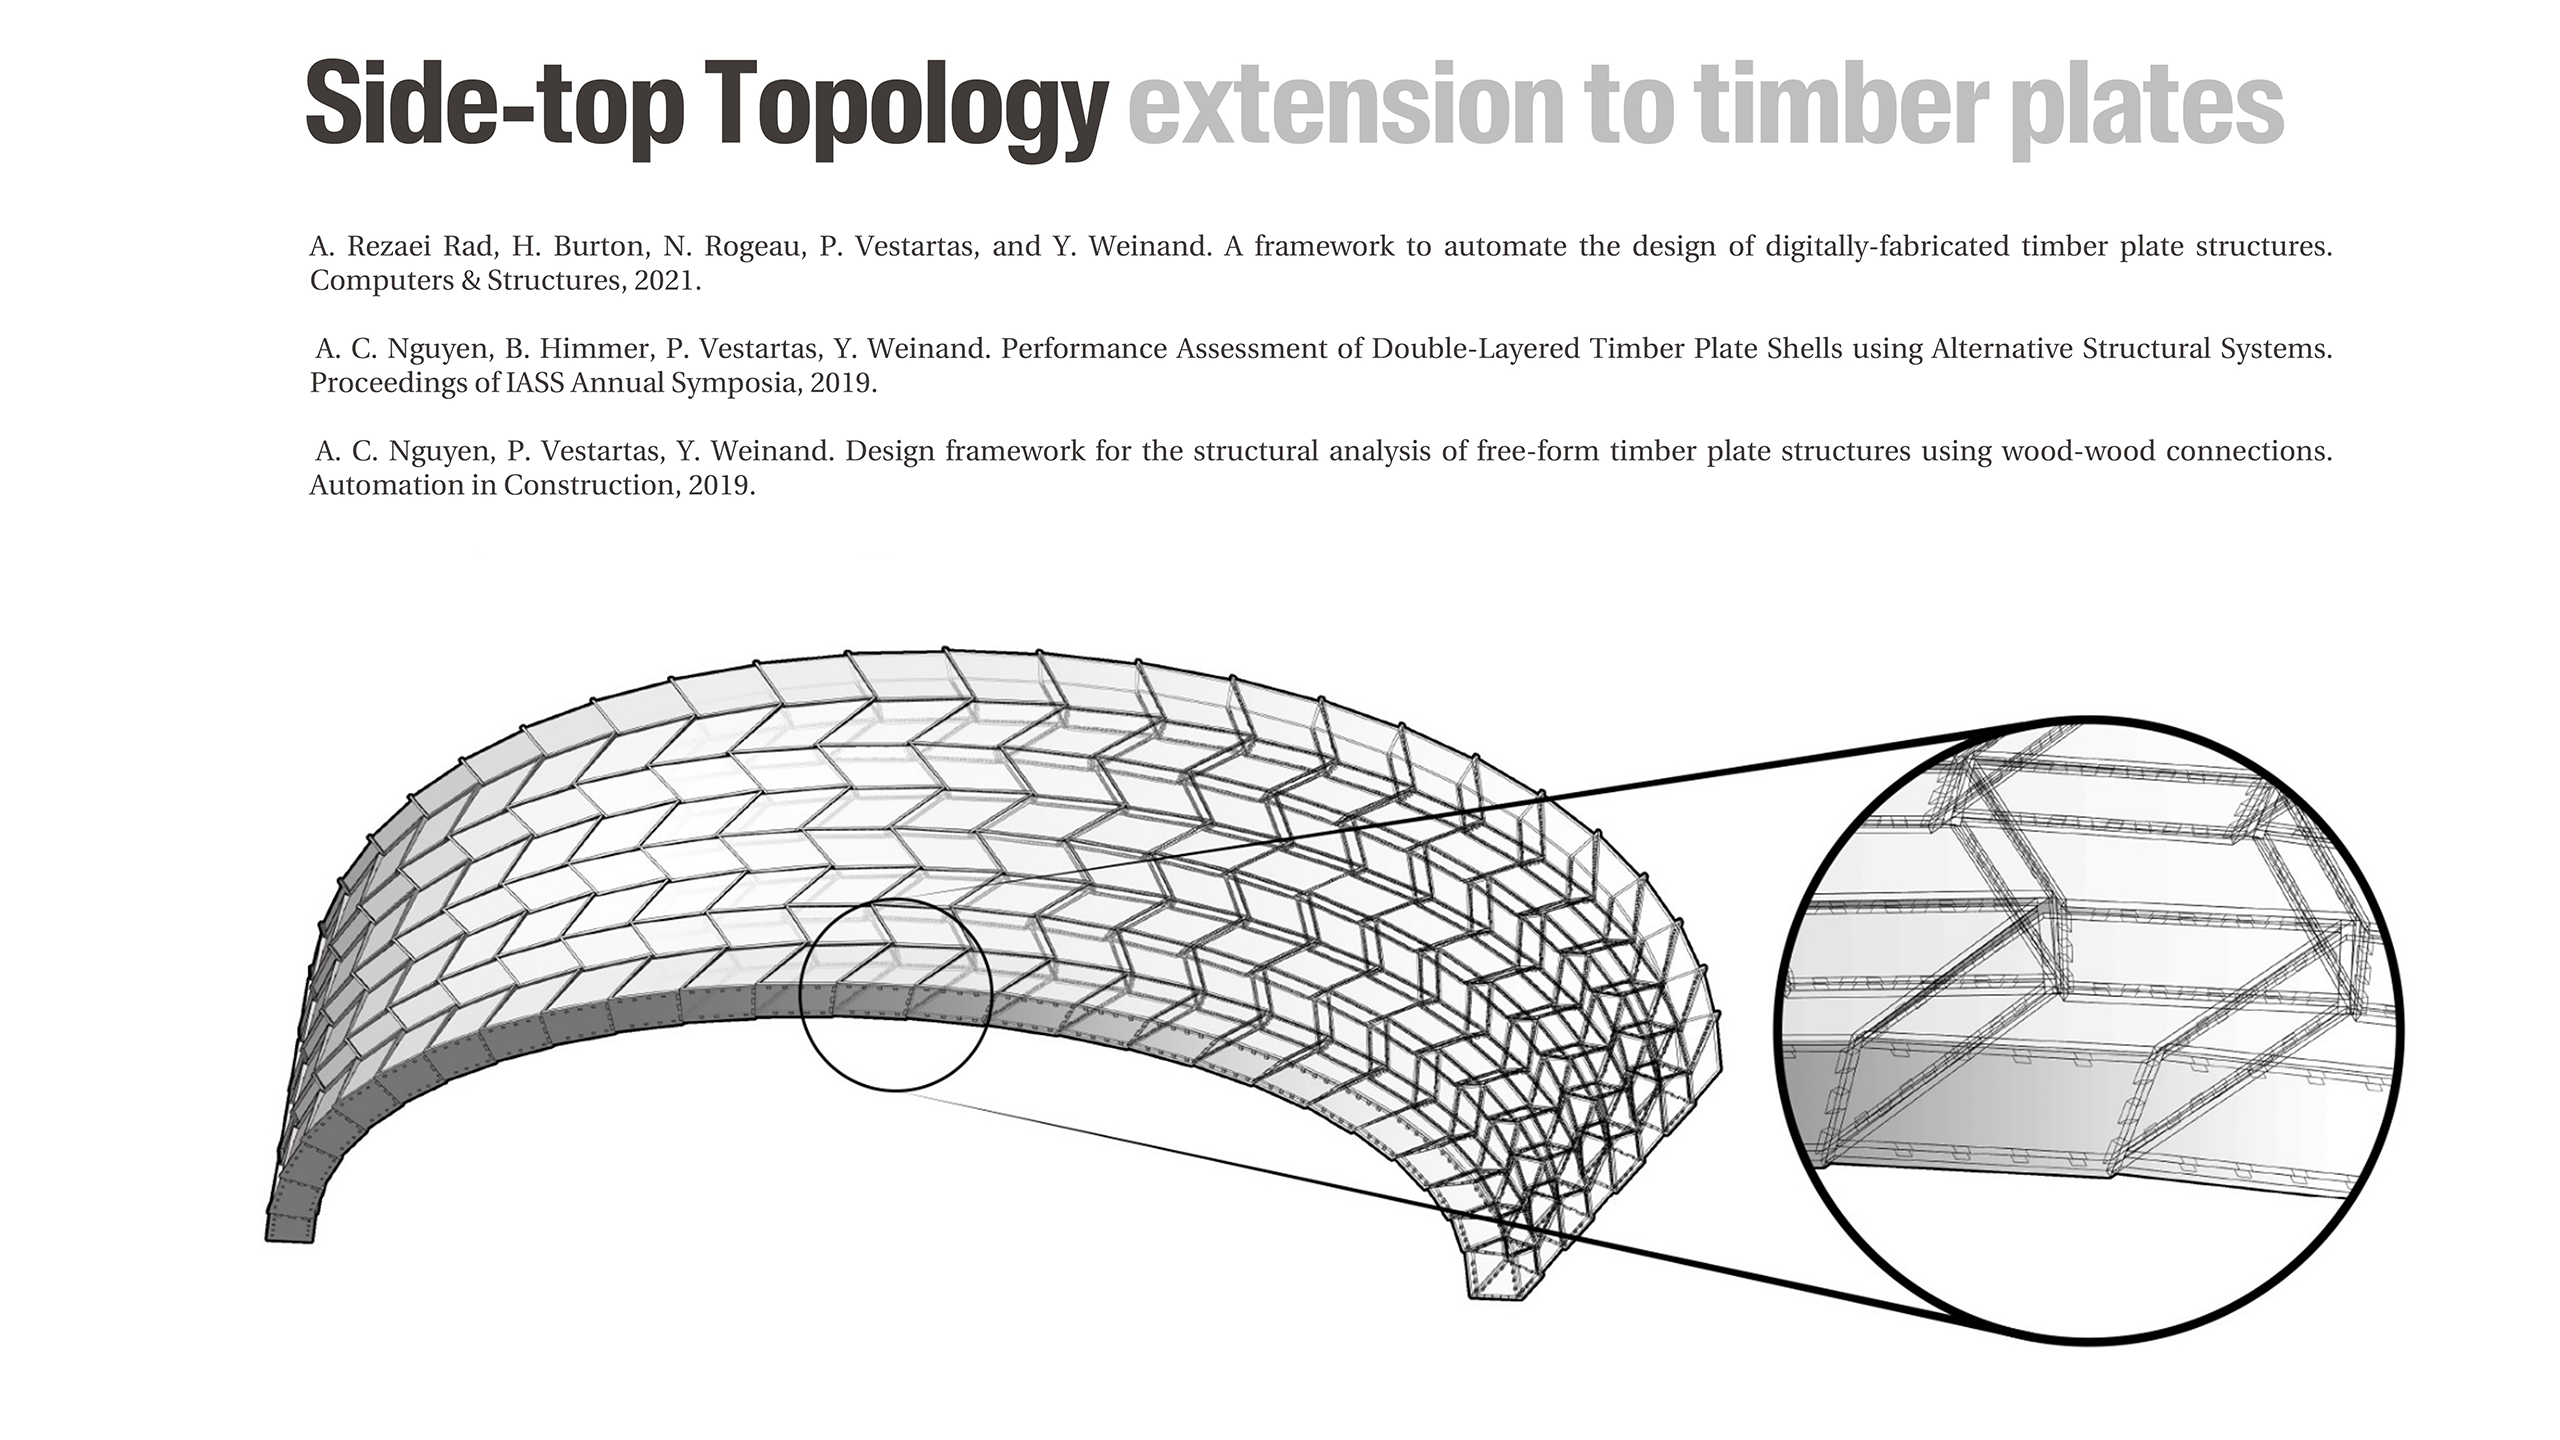 Side-top Topology extension to timber plates
A. Rezaei Rad, H. Burton, N. Rogeau, P. Vestartas, and Y. Weinand. A framework to automate the design of digitally-fabricated timber plate structures.
Computers & Structures, 2021.
A. C. Nguyen, B. Himmer, P. Vestartas, Y. Weinand. Performance Assessment of Double-Layered Timber Plate Shells using Alternative Structural Systems.
Proceedings of IASS Annual Symposia, 2019.
A. C. Nguyen, P. Vestartas, Y. Weinand. Design framework for the structural analysis of free-form timber plate structures using wood-wood connections.
Automation in Construction, 2019.